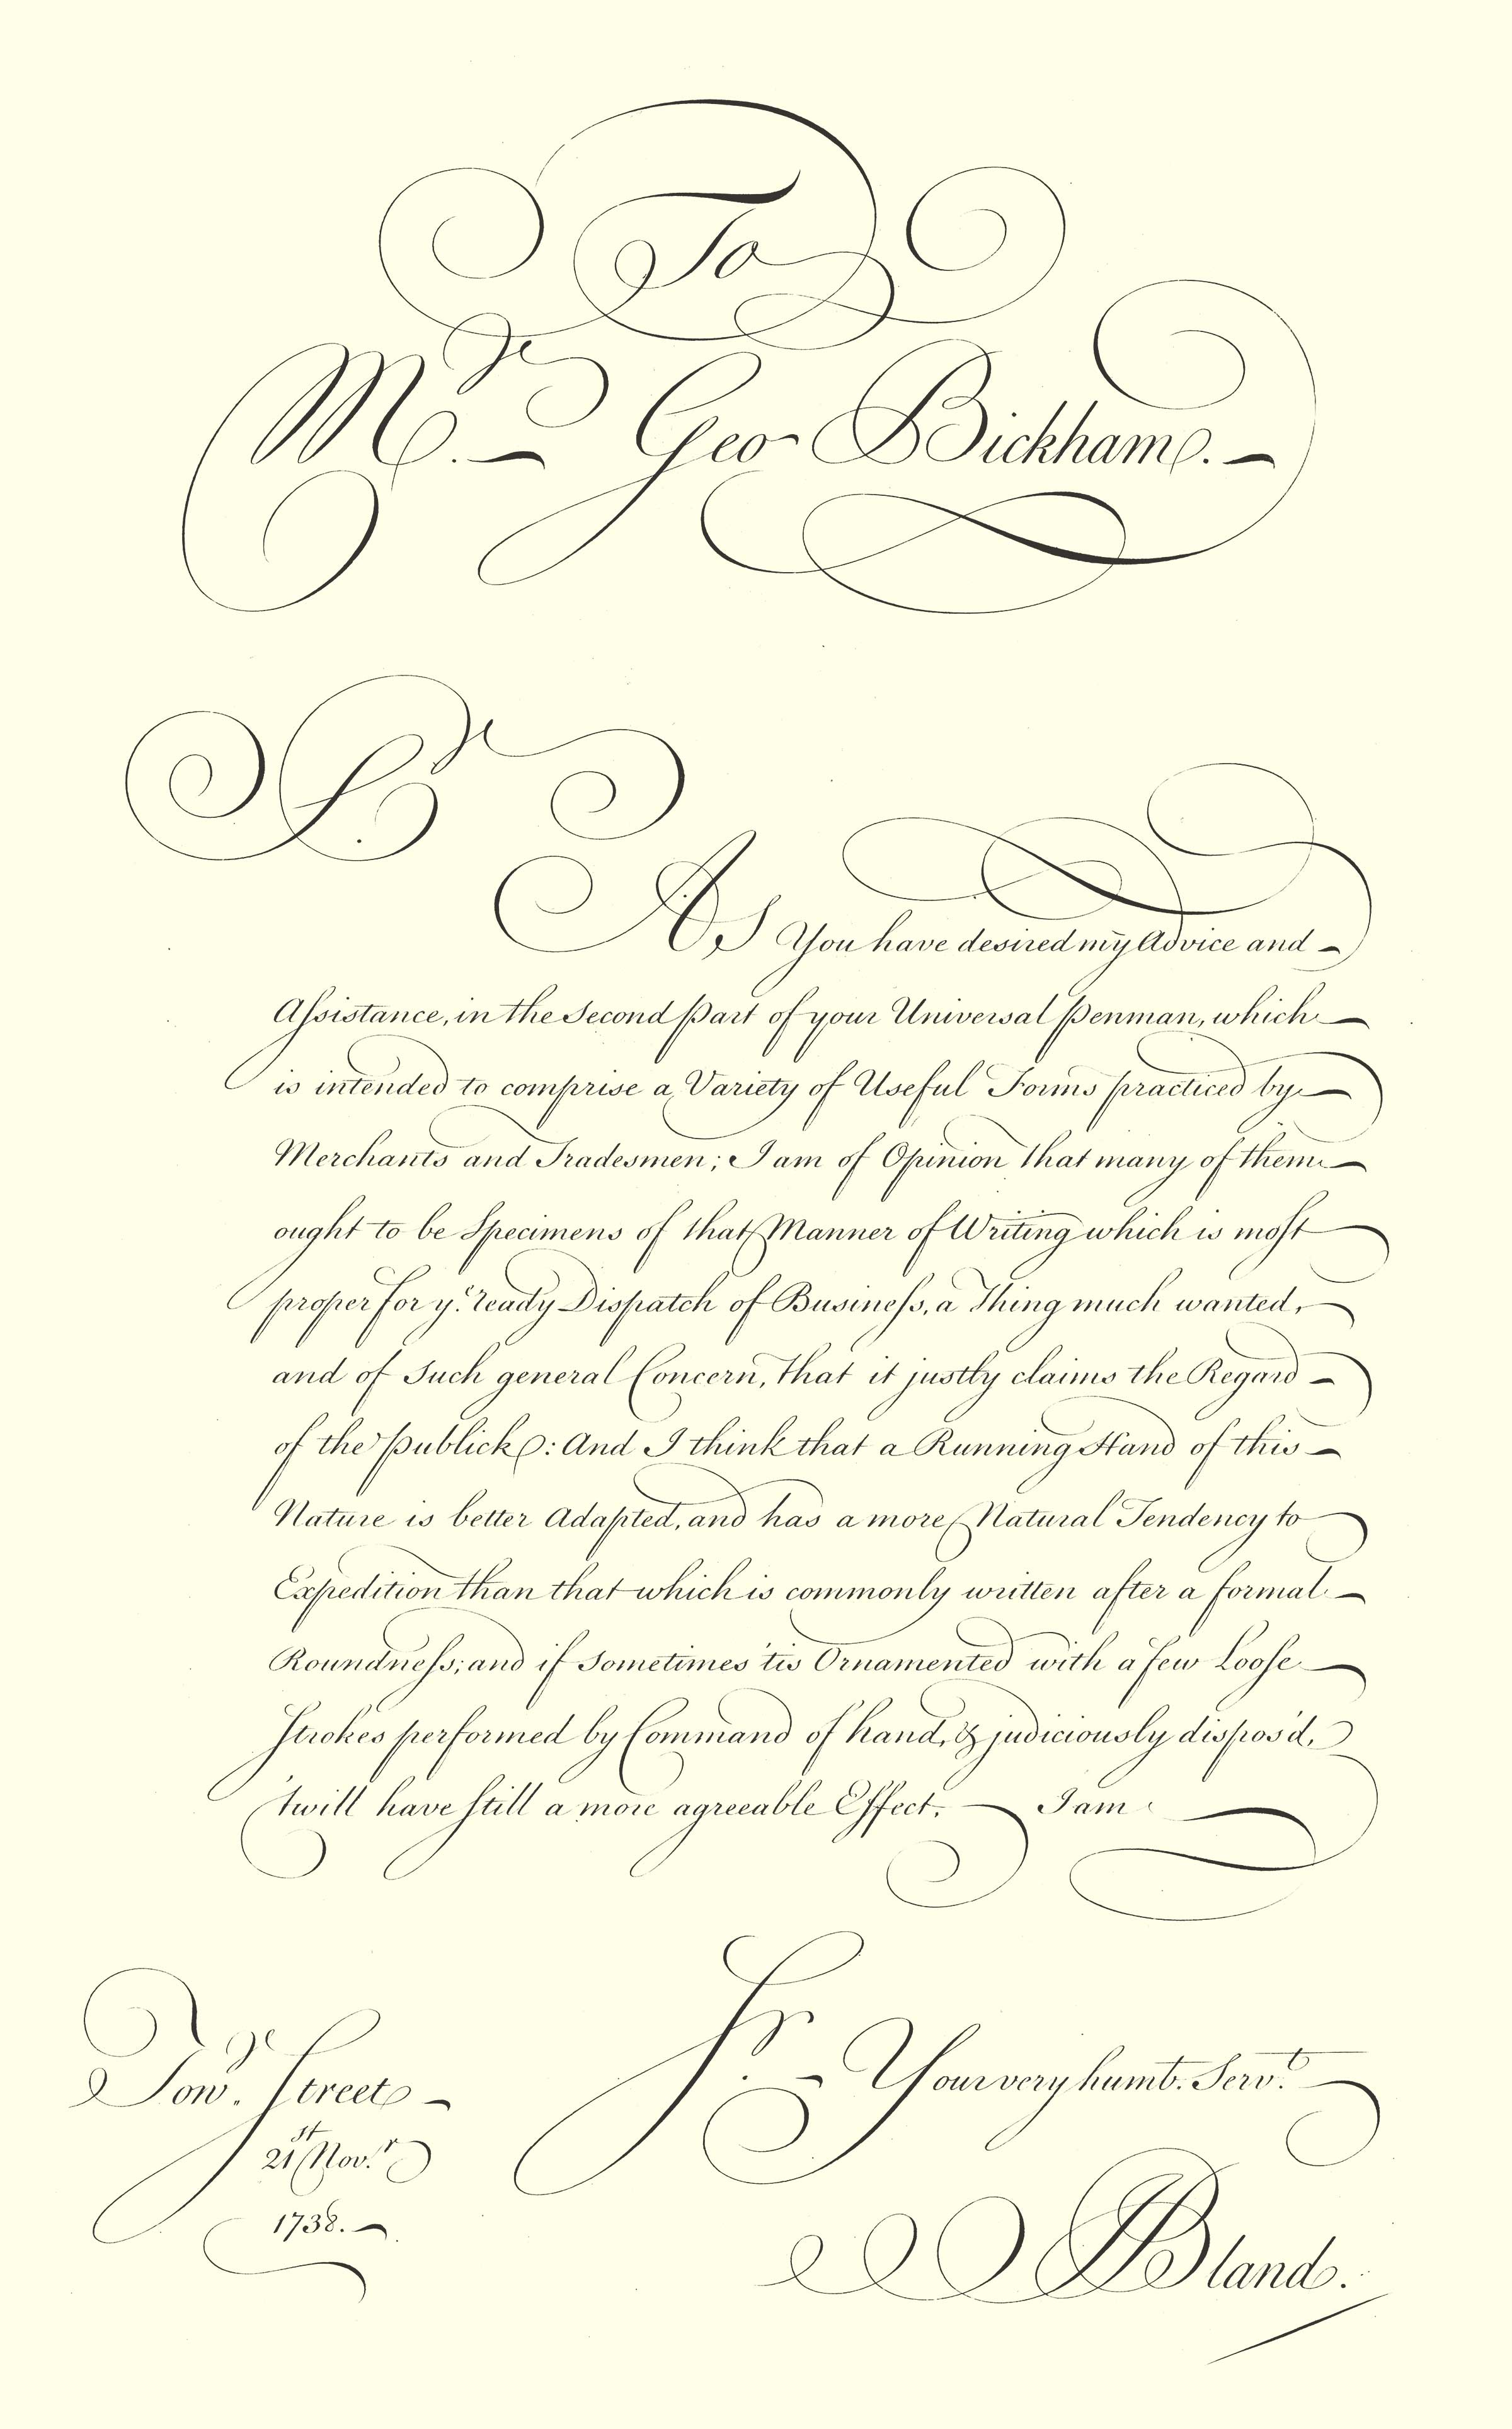 To
Mr. Geo Bickham.
Sr.
As You have desired my Advice and
Assistance, in the Second Part of your Universal Penman, which
is intended to comprise a Variety of Useful Forms practiced by
Merchants and Tradesmen; I am of Opinion that many of them
ought to be Specimens of that Manner of Writing which is most
proper for ye. ready Dispatch of Business, a Thing much wanted,
and of Such general Concern, that it justly claims the Regard
of the Publick: And I think that a Running Hand of this
Nature is better Adapted, and has a more Natural Tendency to
Expedition than that which is commonly written after a formal
Roundness; and if Sometimes 'tis Ornamented with a few Loose
Strokes performed by Command of hand, & judiciously dispos'd,
'twill have still a more agreeable Effect. I am
Sr. Your very humb. Servt.
Towr. Street
21st Novr.
1738.
Bland.